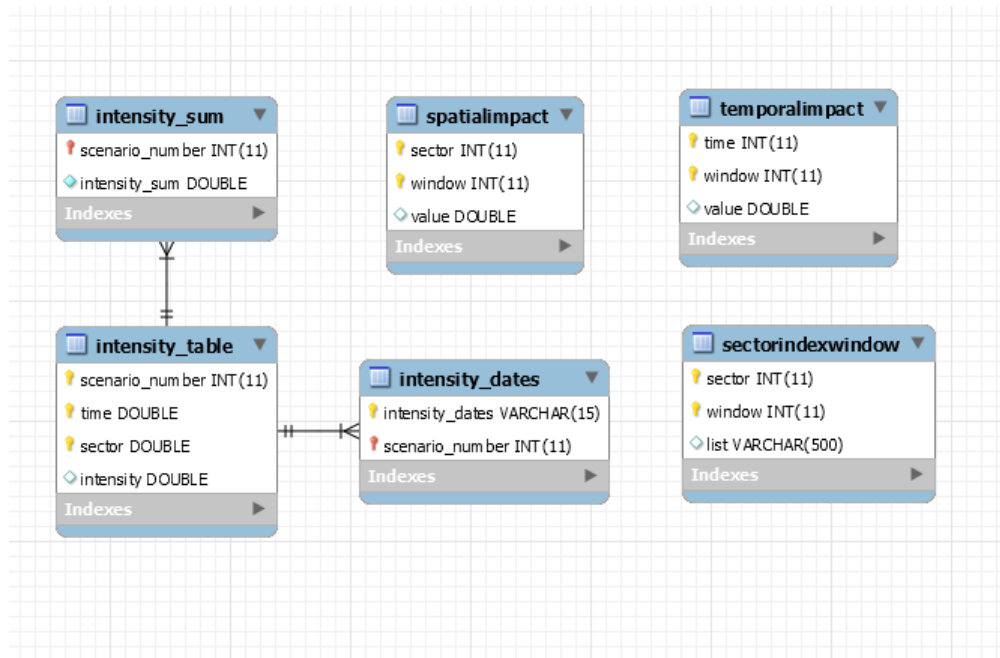 intensity_sum
scenario_number INT(11)
intensity_sum DOUBLE
Indexes
spatialimpact
sector INT(11)
window INT(11)
value DOUBLE
Indexes
temporalimpact
time INT(11)
window INT(11)
value DOUBLE
Indexes
intensity_table
scenario_number INT(11)
time DOUBLE
sector DOUBLE
intensity DOUBLE
Indexes
intensity_dates
intensity_dates VARCHAR(15)
scenario_number INT(11)
Indexes
sectorindexwindow
sector INT(11)
window INT(11)
list VARCHAR(500)
Indexes